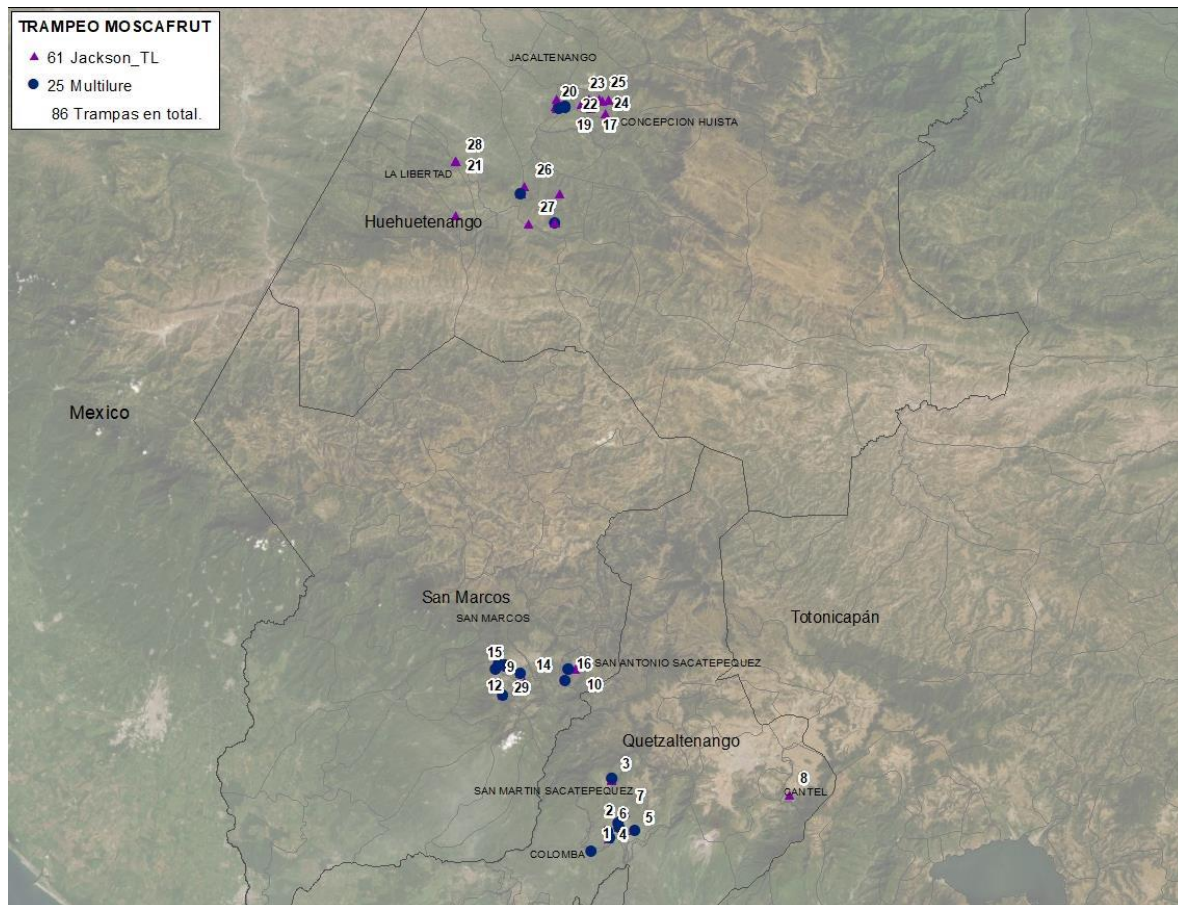 TRAMPEO MOSCAFRUT
61 Jackson_TL
25 Multilure
86 Trampas en total.
JACALTENANGO
20
23
25
22
24
19
17
CONCEPCION HUISTA
28
21
LA LIBERTAD
26
27
Huehuetenango
Mexico
San Marcos
SAN MARCOS
Totonicapán
15
9
14
16
SAN ANTONIO SACATEPEQUEZ
12
29
10
Quetzaltenango
3
SAN MARTIN SACATEPEQUEZ
7
8
CANTEL
2
6
5
1
4
COLOMBA